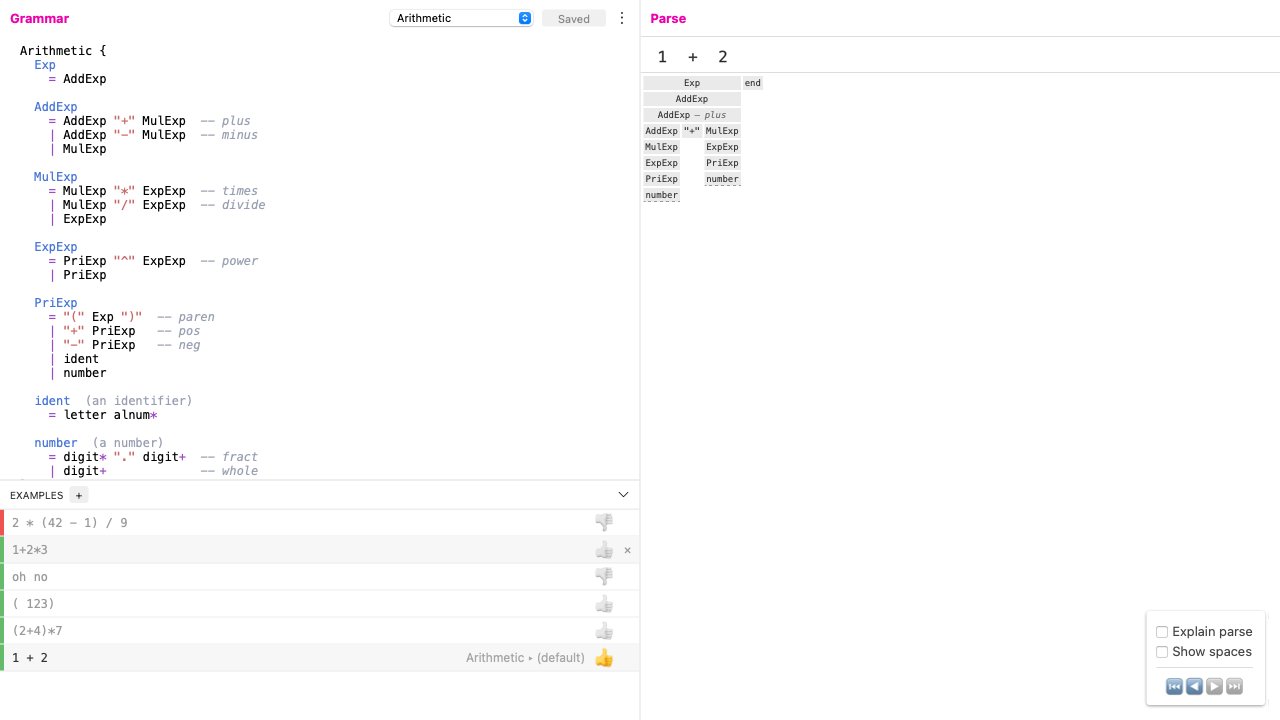 Grammar
Arithmetic
Saved
Arithmetic {
Exp
= AddExp
AddExp
= AddExp "+" MulExp -- plus
| AddExp "-" MulExp -- minus
| MulExp
MulExp
= MulExp "*" ExpExp -- times
| MulExp "/" ExpExp -- divide
| ExpExp
ExpExp
= PriExp "^" ExpExp -- power
| PriExp
PriExp
= "(" Exp ")" -- paren
| "+" PriExp -- pos
| "-" PriExp -- neg
| ident
| number
ident (an identifier)
= letter alnum*
number (a number)
= digit* "." digit+ -- fract
| digit+ -- whole
EXAMPLES +
2 * (42 - 1) / 9
1+2*3 ×
oh no
( 123)
(2+4)*7
1 + 2 Arithmetic ▸ (default)
Parse
1 + 2
Exp end
AddExp
AddExp – plus
AddExp "+" MulExp
MulExp ExpExp
ExpExp PriExp
PriExp number
number
Explain parse
Show spaces